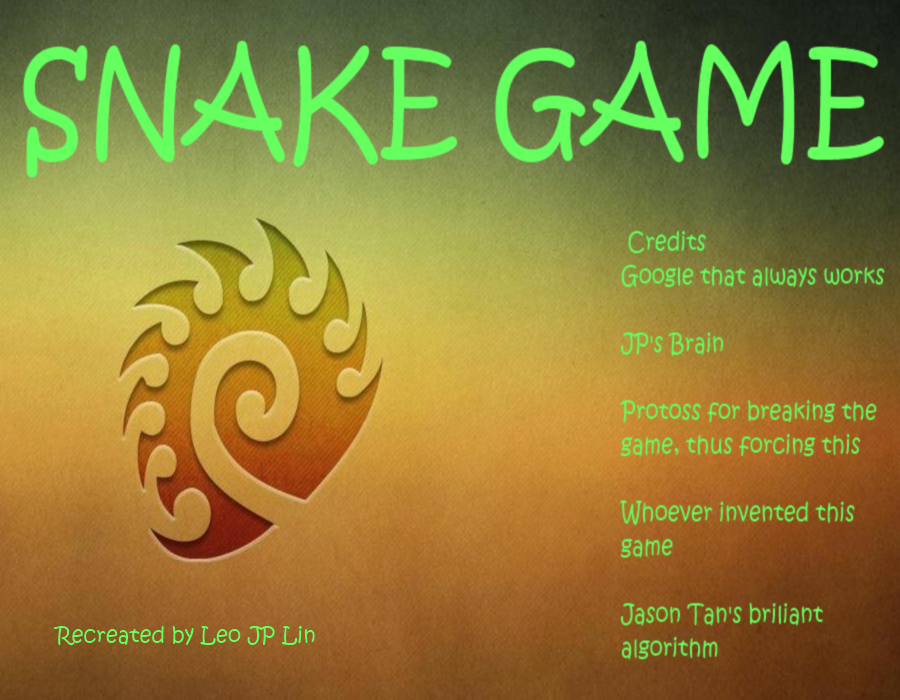 SNAKE GAME
Credits
Google that always works
JP's Brain
Protoss for breaking the
game, thus forcing this
Whoever invented this
game
Jason Tan's briliant
algorithm
Recreated by Leo JP Lin